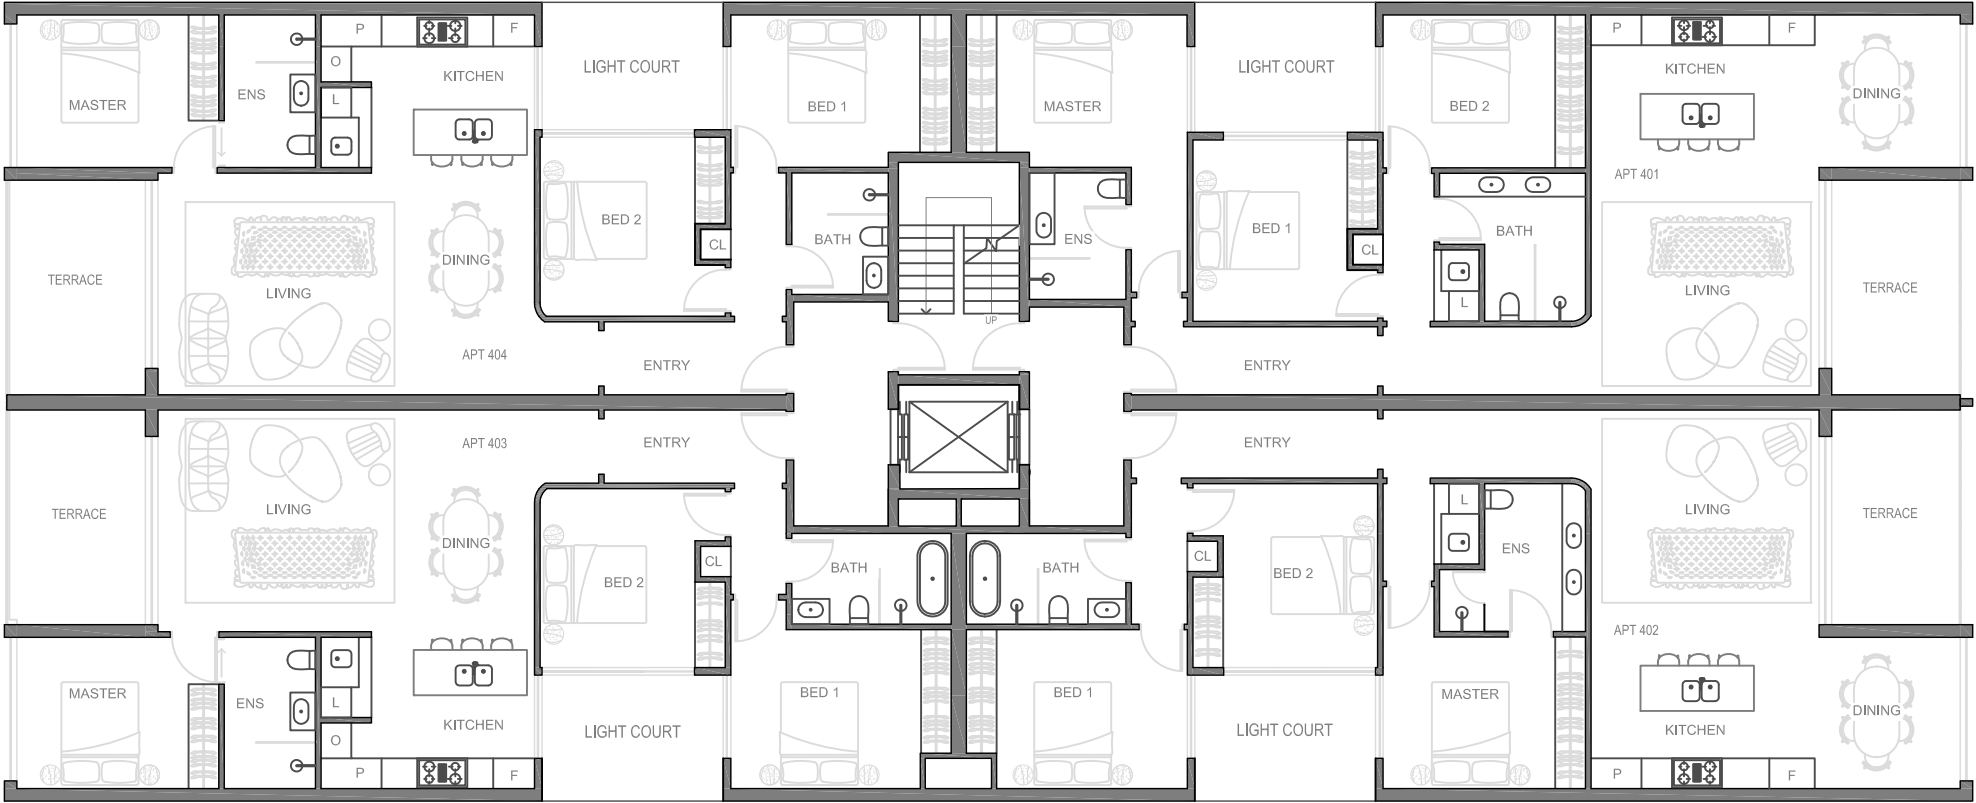 P
F
P
F
O
KITCHEN
LIGHT COURT
LIGHT COURT
KITCHEN
MASTER
ENS
L
BED 1
MASTER
BED 2
DINING
APT 401
BED 2
BATH
ENS
BED 1
BATH
CL
CL
TERRACE
LIVING
DINING
LIVING
TERRACE
L
UP
APT 404
ENTRY
ENTRY
APT 403
ENTRY
ENTRY
TERRACE
LIVING
DINING
L
LIVING
TERRACE
CL
BATH
BATH
CL
ENS
BED 2
BED 2
APT 402
MASTER
ENS
L
KITCHEN
BED 1
BED 1
MASTER
DINING
O
LIGHT COURT
LIGHT COURT
KITCHEN
P
F
P
F